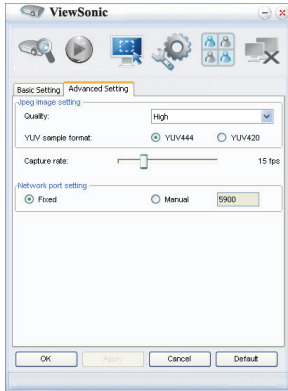 ViewSonic
Basic Setting Advanced Setting
Jpeg image setting
Quality: High
YUV sample format: YUV444 YUV420
Capture rate: 15 fps
Network port setting
Fixed Manual 5900
OK Apply Cancel Default